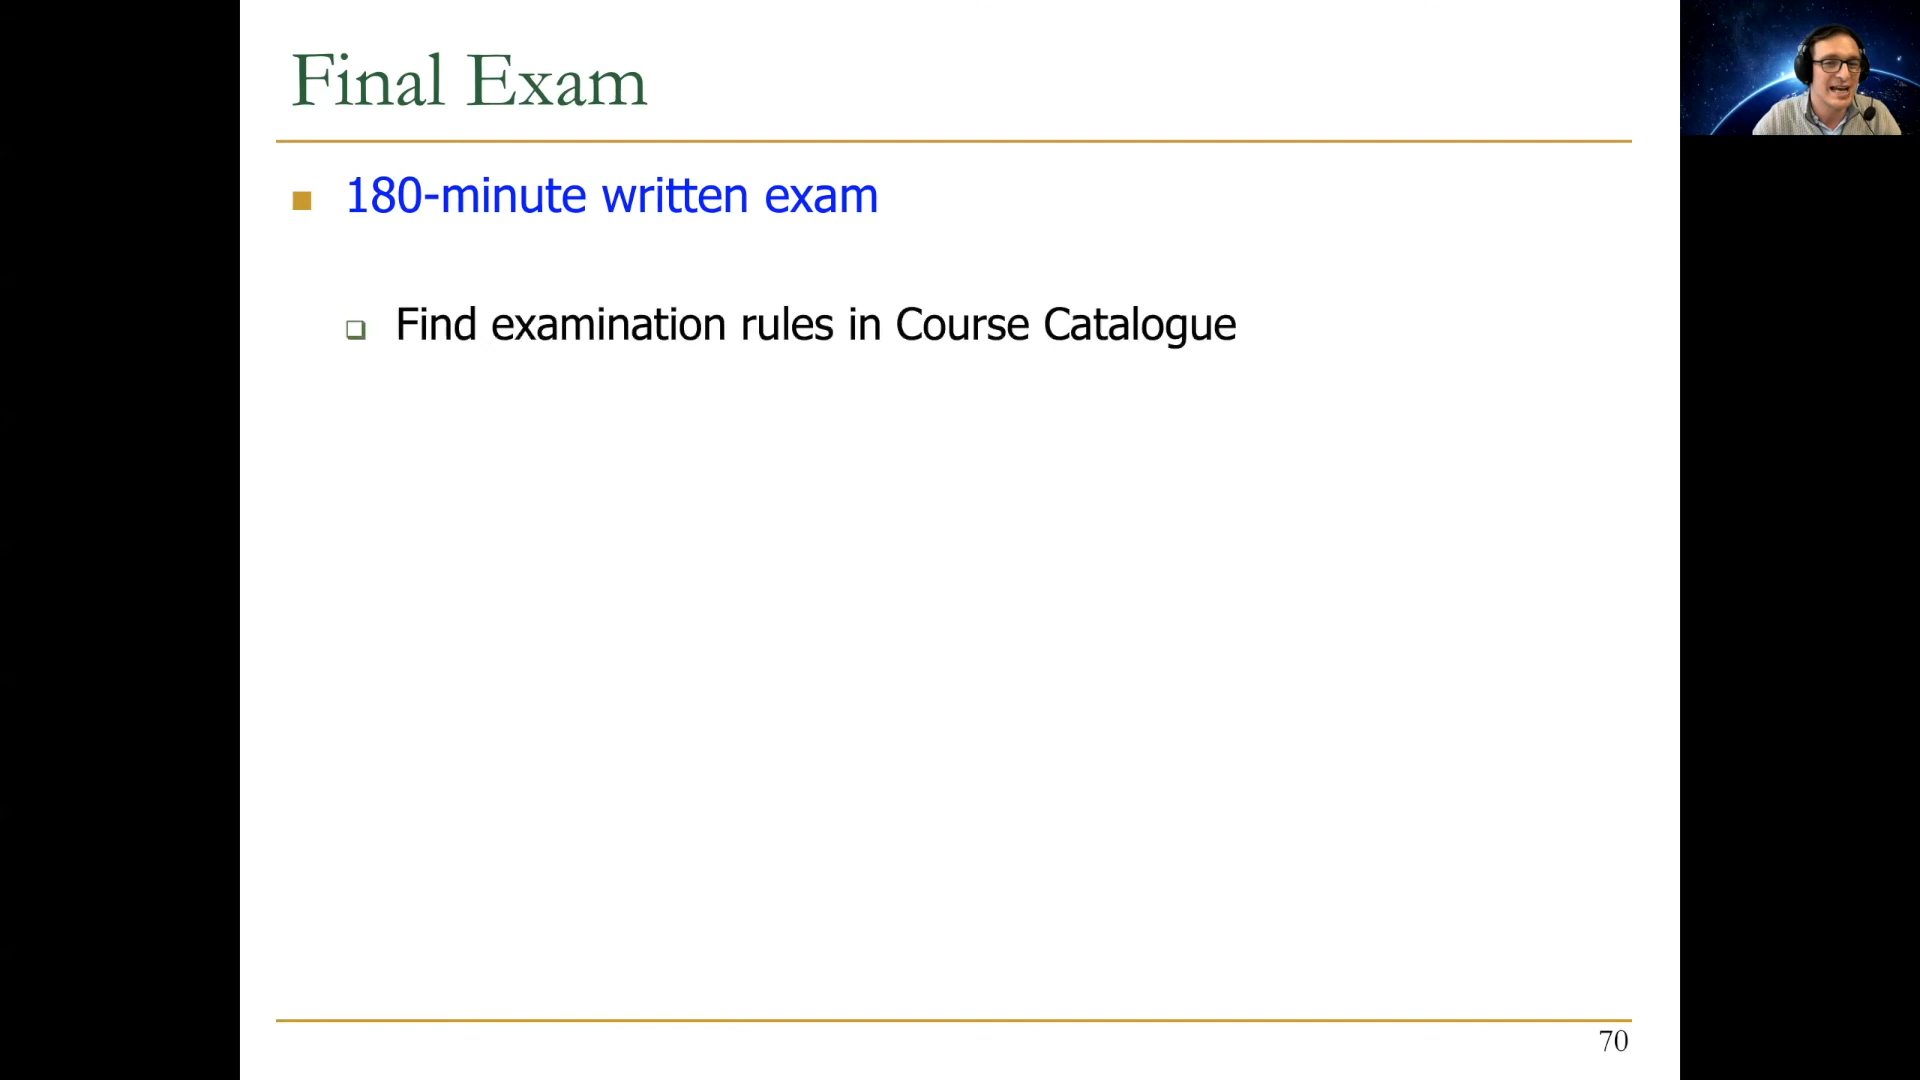 Final Exam
180-minute written exam
Find examination rules in Course Catalogue
70